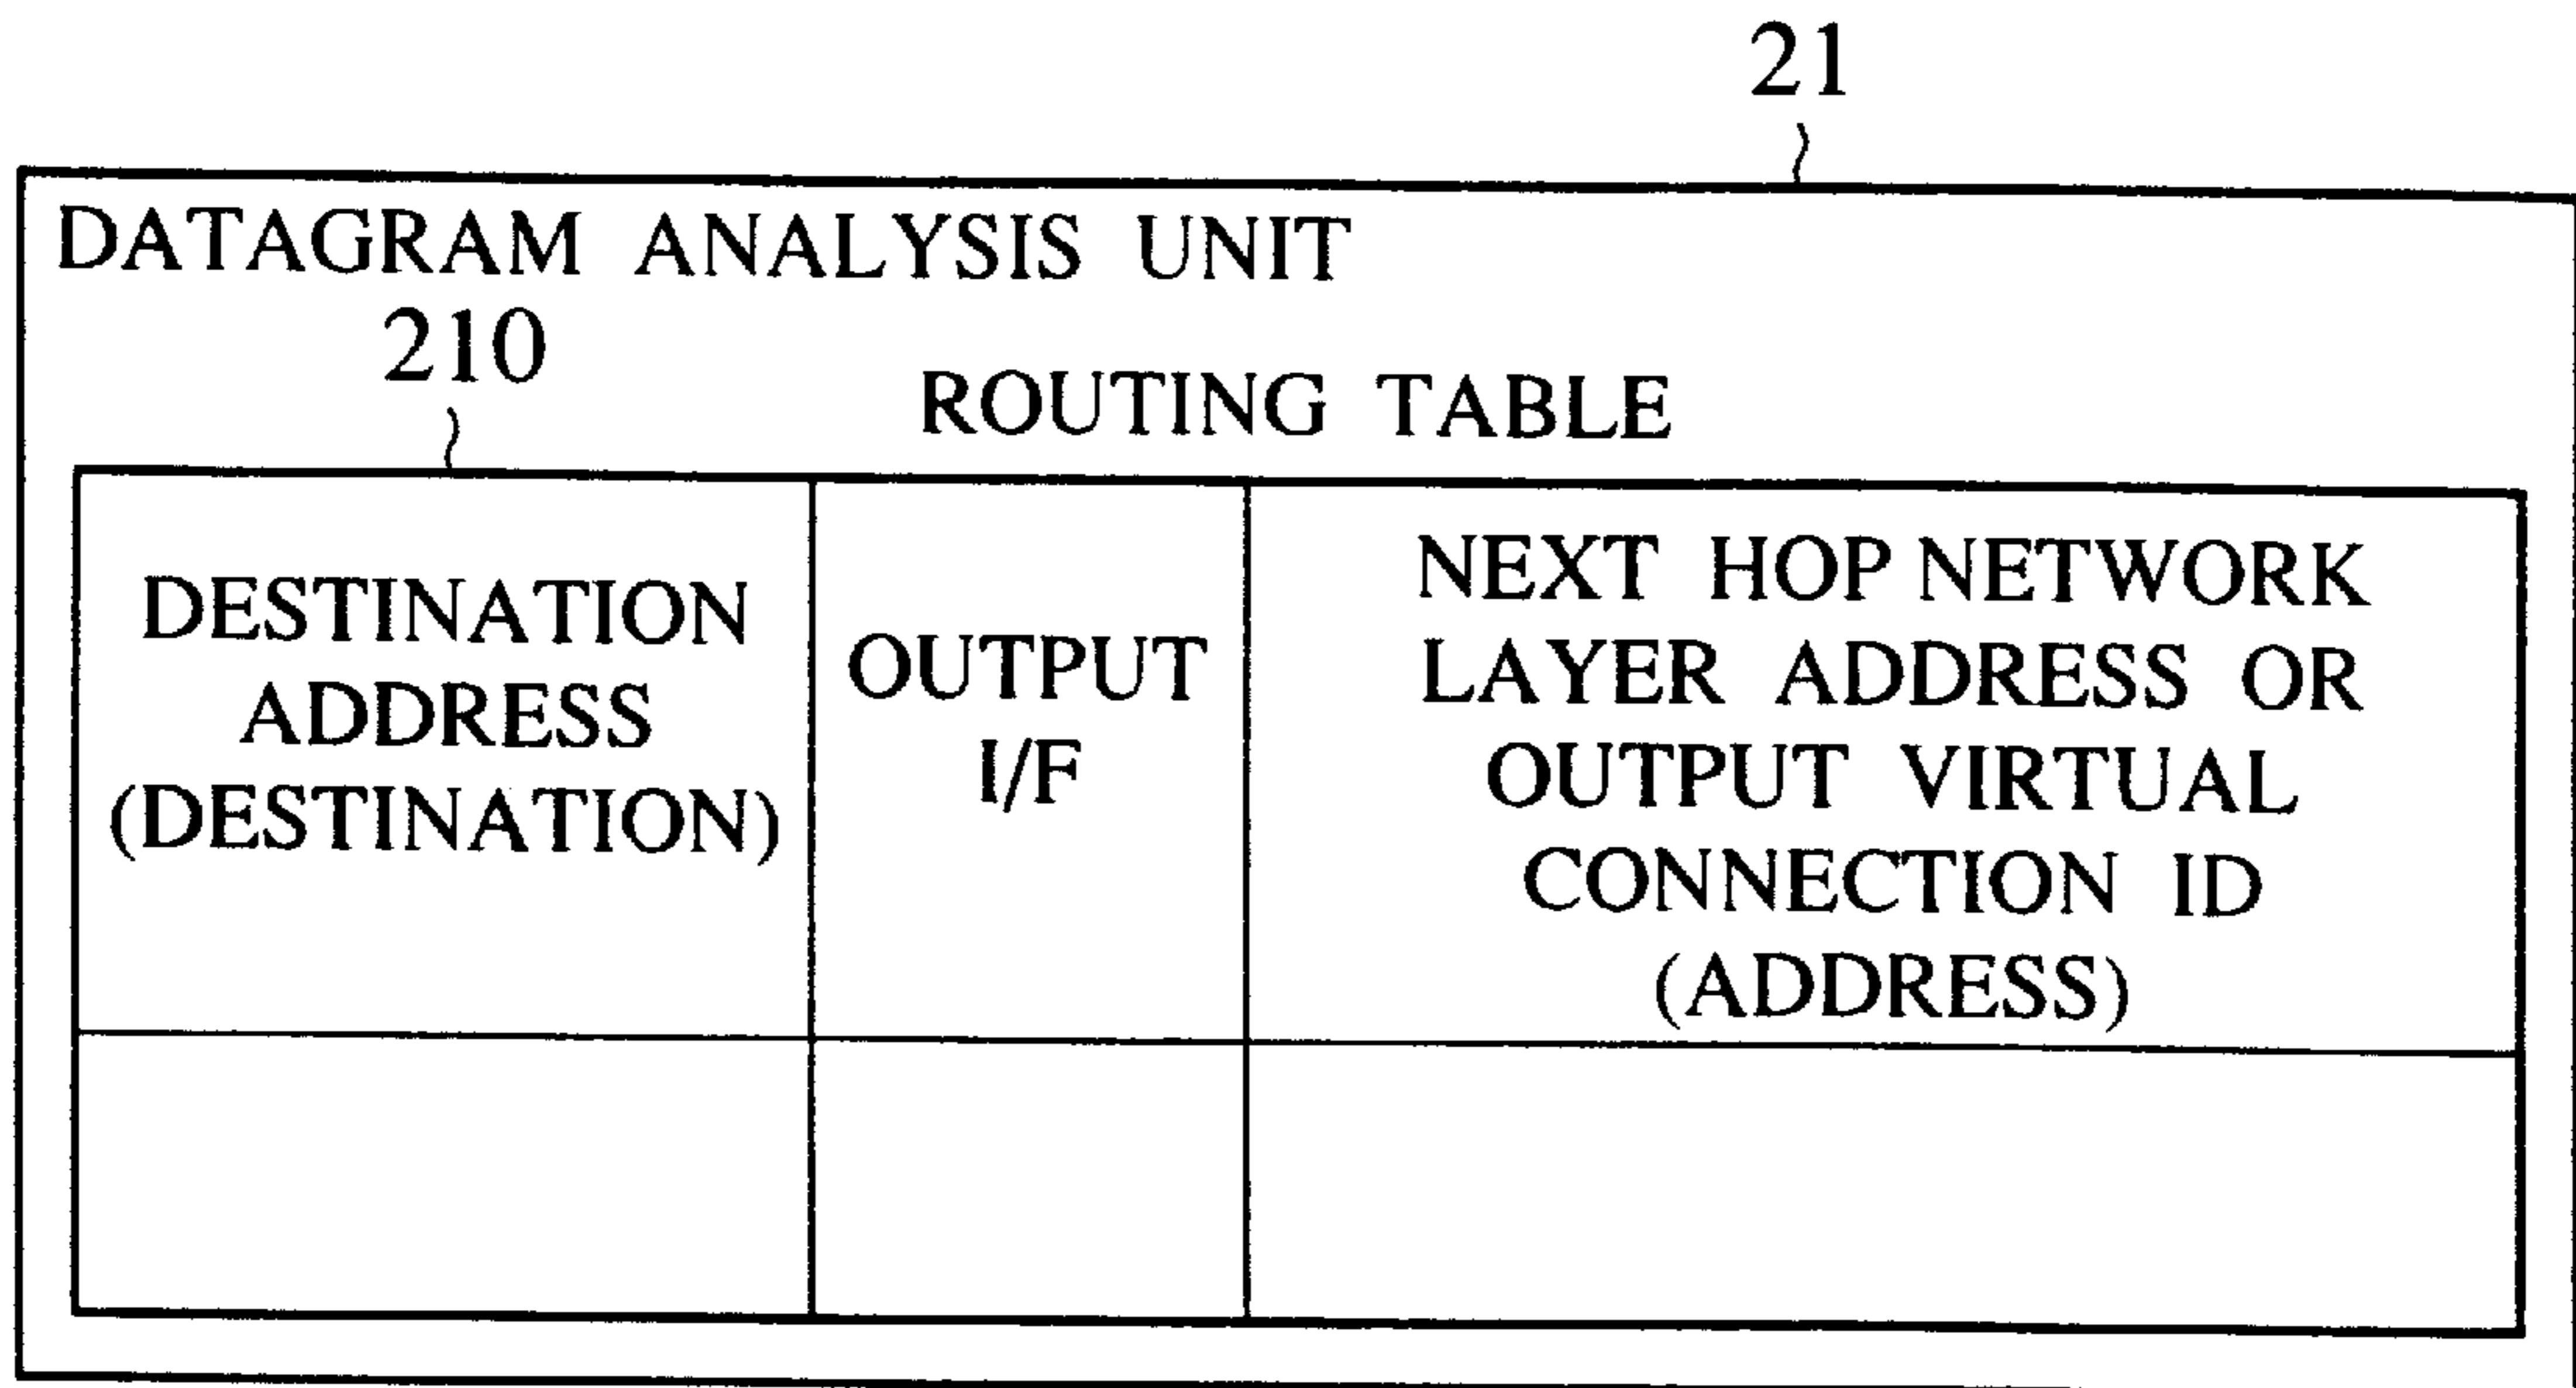 21
DATAGRAM ANALYSIS UNIT
210
ROUTING TABLE
DESTINATION
ADDRESS
(DESTINATION)
OUTPUT
I/F
NEXT HOP NETWORK
LAYER ADDRESS OR
OUTPUT VIRTUAL
CONNECTION ID
(ADDRESS)